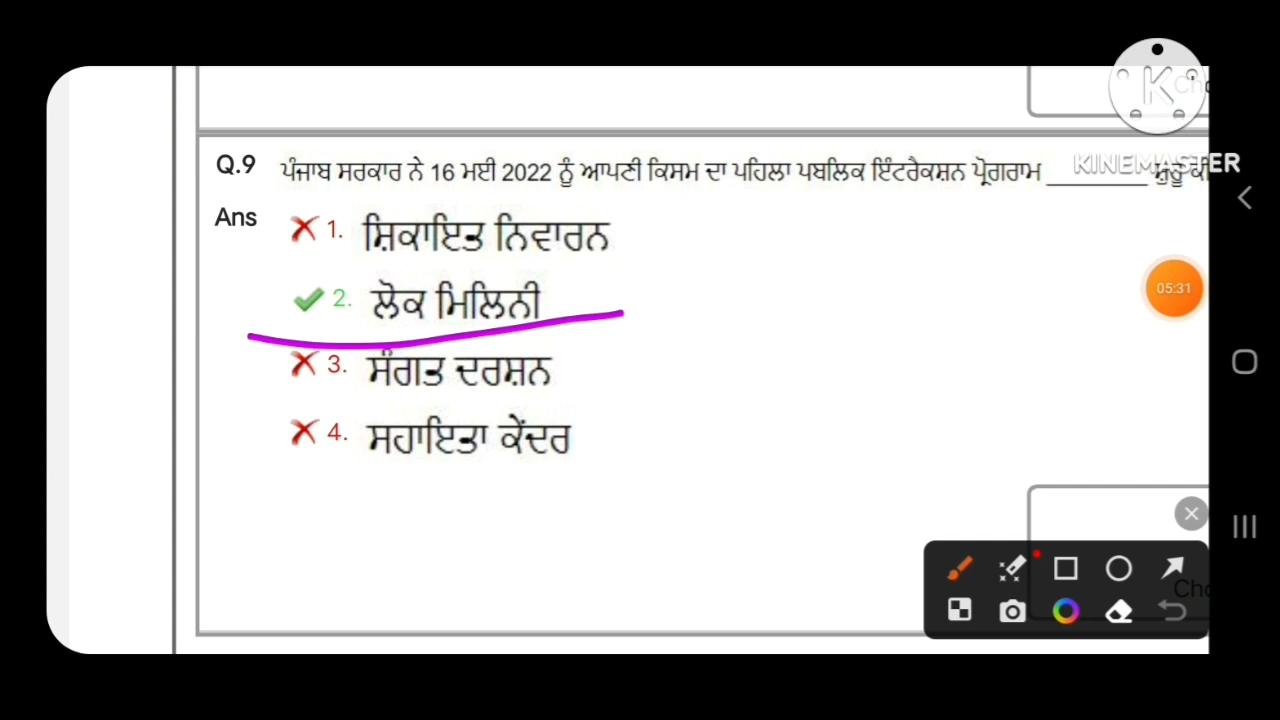 Q.9 ਪੰਜਾਬ ਸਰਕਾਰ ਨੇ 16 ਮਈ 2022 ਨੂੰ ਆਪਣੀ ਕਿਸਮ ਦਾ ਪਹਿਲਾ ਪਬਲਿਕ ਇੰਟਰੈਕਸ਼ਨ ਪ੍ਰੋਗਰਾਮ ________ ਸ਼ੁਰੂ
KINEMASTER
Ans 1. ਸ਼ਿਕਾਇਤ ਨਿਵਾਰਨ
2. ਲੋਕ ਮਿਲਿਨੀ
05:31
3. ਸੰਗਤ ਦਰਸ਼ਨ
4. ਸਹਾਇਤਾ ਕੇਂਦਰ